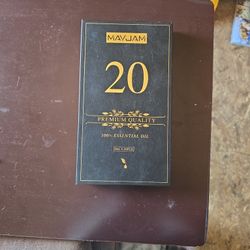 MAYJAM
20
PREMIUM QUALITY
100% ESSENTIAL OIL